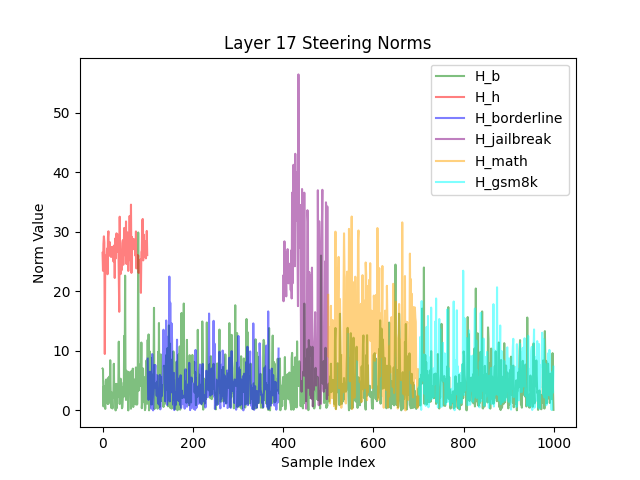 Layer 17 Steering Norms
H_b
H_h
H_borderline
H_jailbreak
H_math
H_gsm8k
Norm Value
50
40
30
20
10
0
0
200
400
600
800
1000
Sample Index